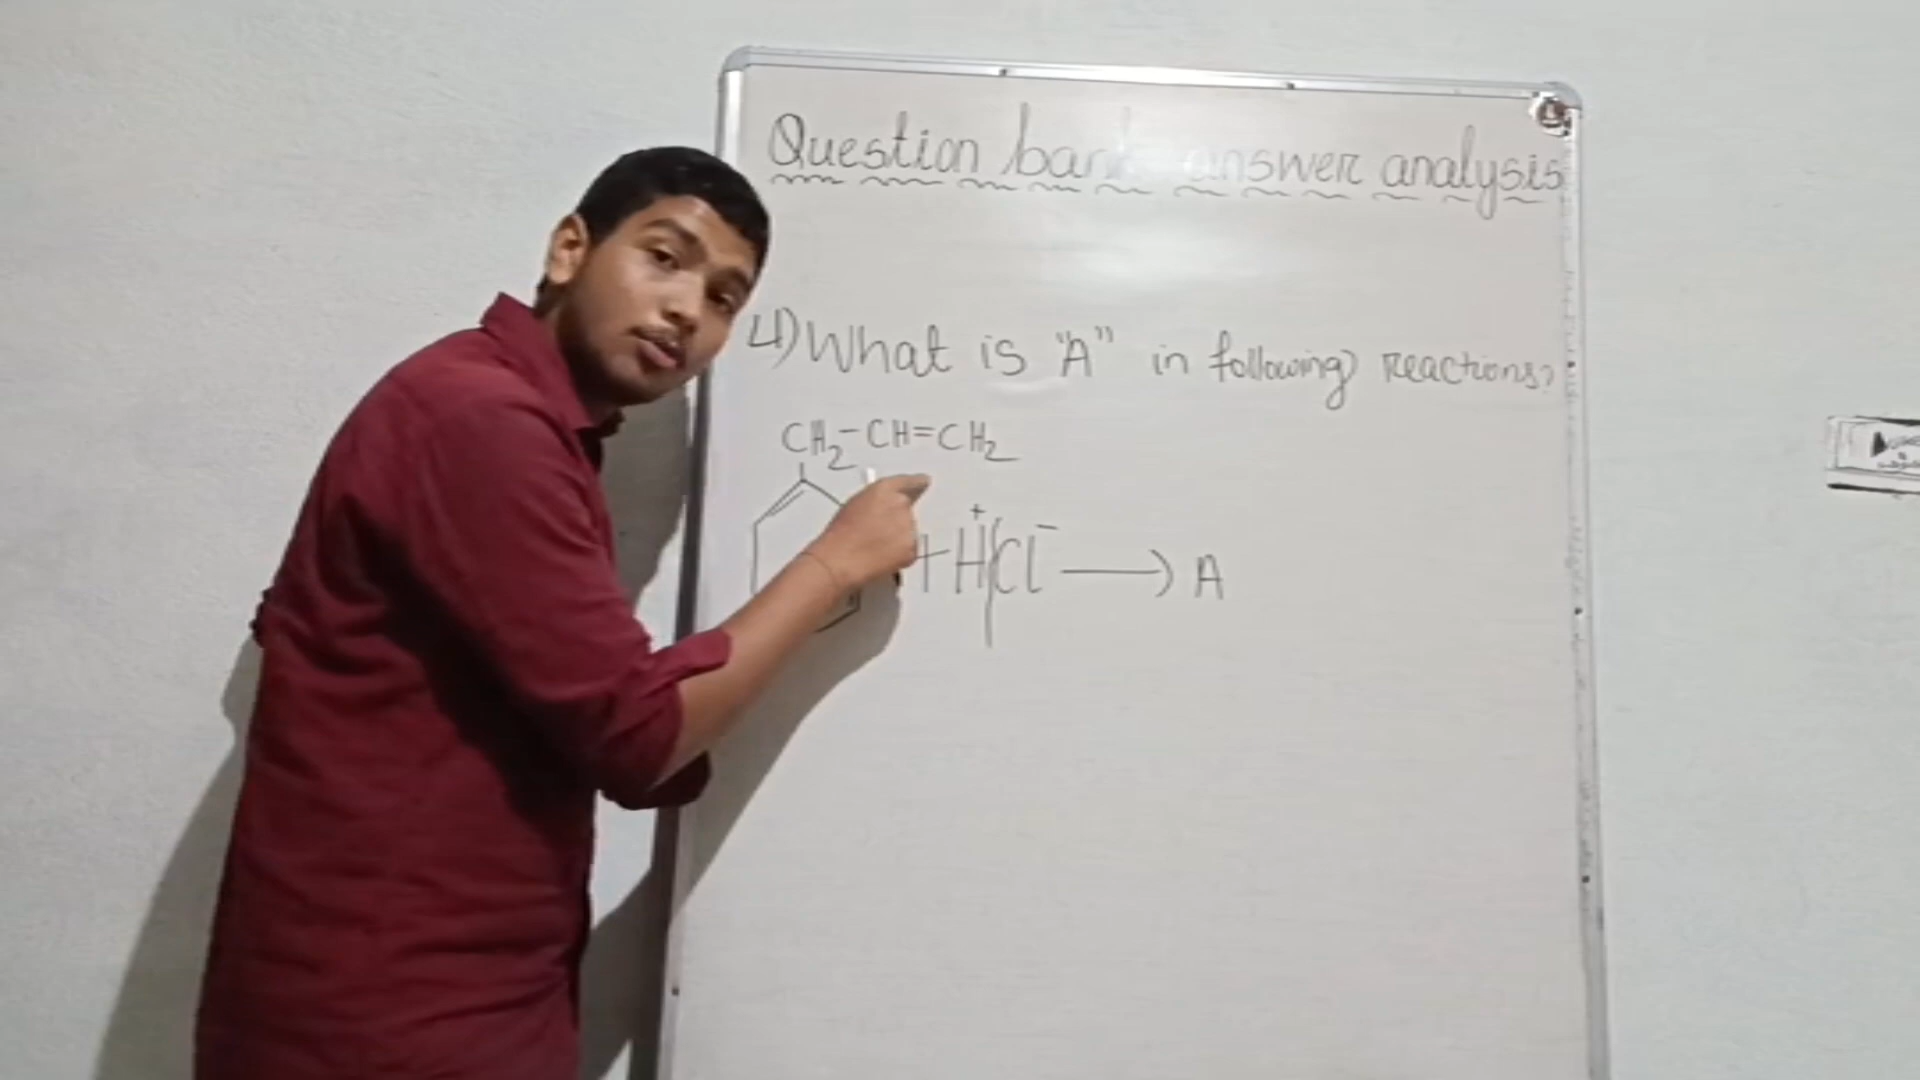 Question bank answer analysis
4) What is "A" in following reactions?
CH2-CH=CH2
+ H+ Cl- → A